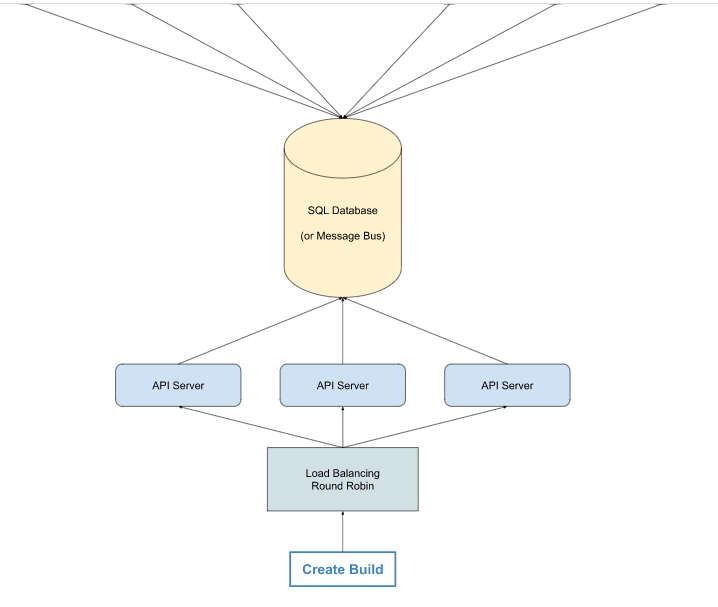 SQL Database
(or Message Bus)
API Server
API Server
API Server
Load Balancing
Round Robin
Create Build